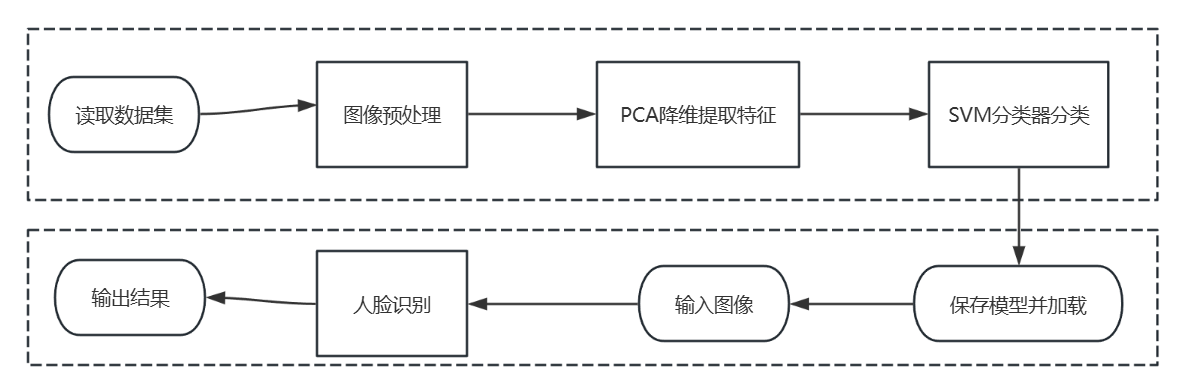 读取数据集
图像预处理
PCA降维提取特征
SVM分类器分类
保存模型并加载
输入图像
人脸识别
输出结果